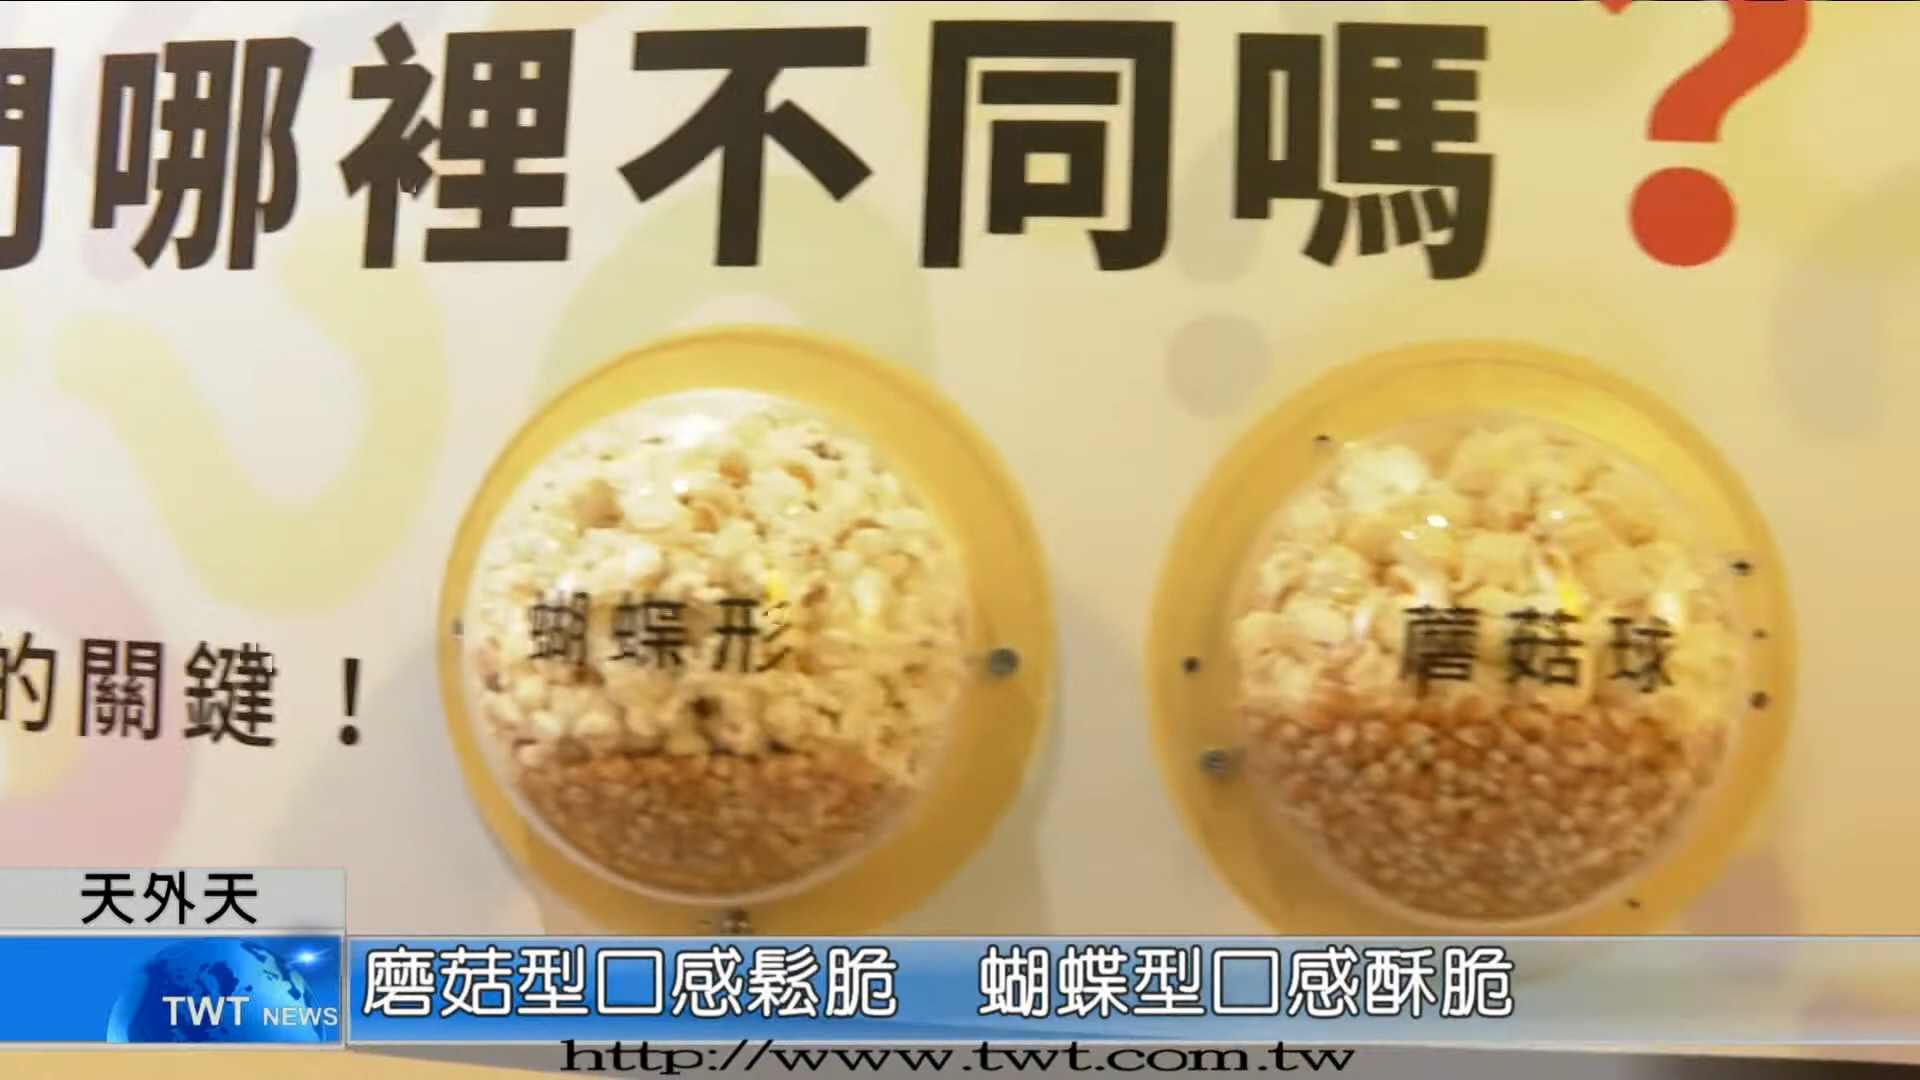 們哪裡不同嗎？
的關鍵！
蝴蝶形
蘑菇球
天外天
TWT NEWS
蘑菇型口感鬆脆 蝴蝶型口感酥脆
http://www.twt.com.tw